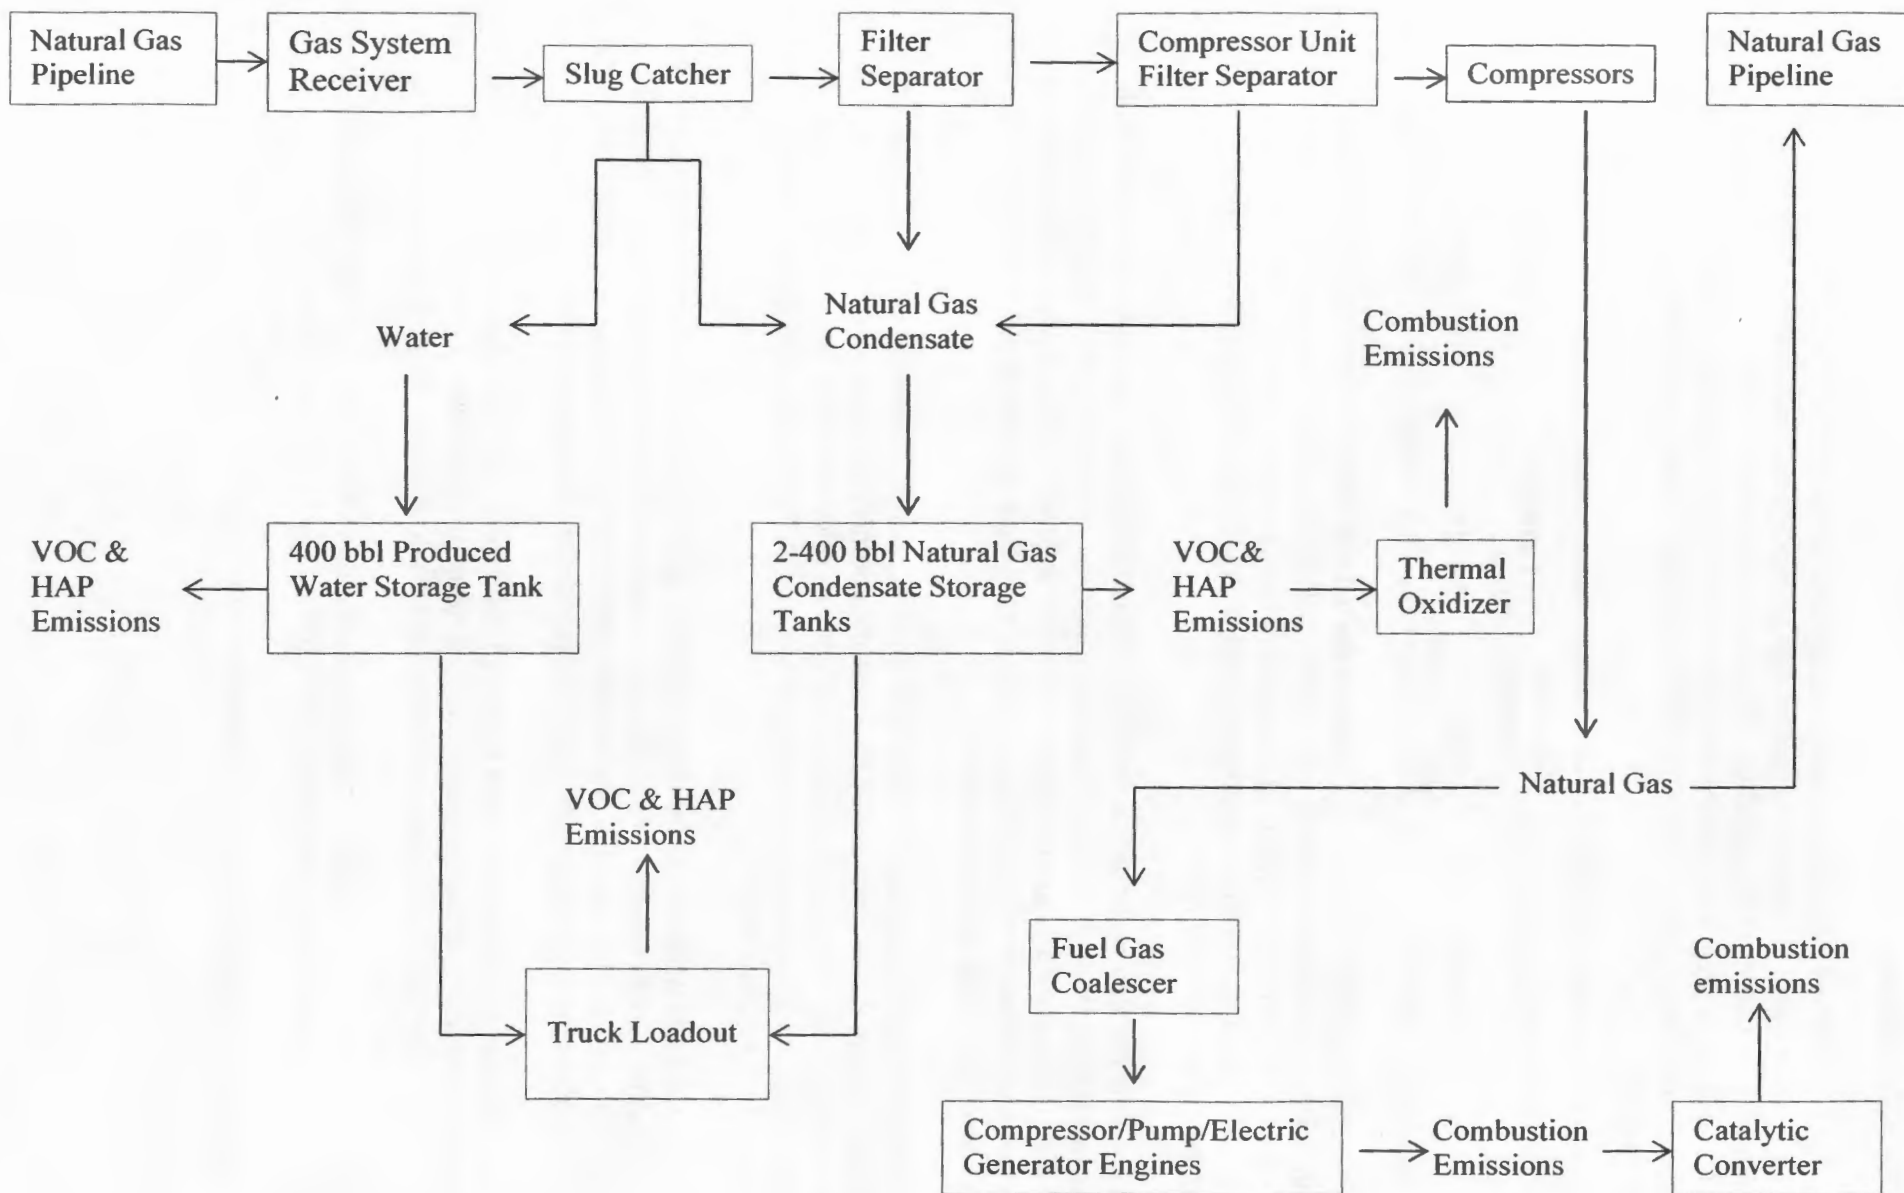 Natural Gas
Pipeline
Gas System
Receiver
Slug Catcher
Filter
Separator
Compressor Unit
Filter Separator
Compressors
Natural Gas
Pipeline
Water
Natural Gas
Condensate
Combustion
Emissions
VOC &
HAP
Emissions
400 bbl Produced
Water Storage Tank
2-400 bbl Natural Gas
Condensate Storage
Tanks
VOC&
HAP
Emissions
Thermal
Oxidizer
Natural Gas
VOC & HAP
Emissions
Truck Loadout
Fuel Gas
Coalescer
Combustion
emissions
Compressor/Pump/Electric
Generator Engines
Combustion
Emissions
Catalytic
Converter